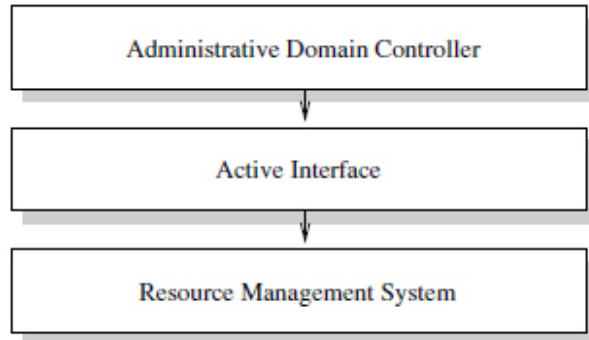 Administrative Domain Controller
Active Interface
Resource Management System